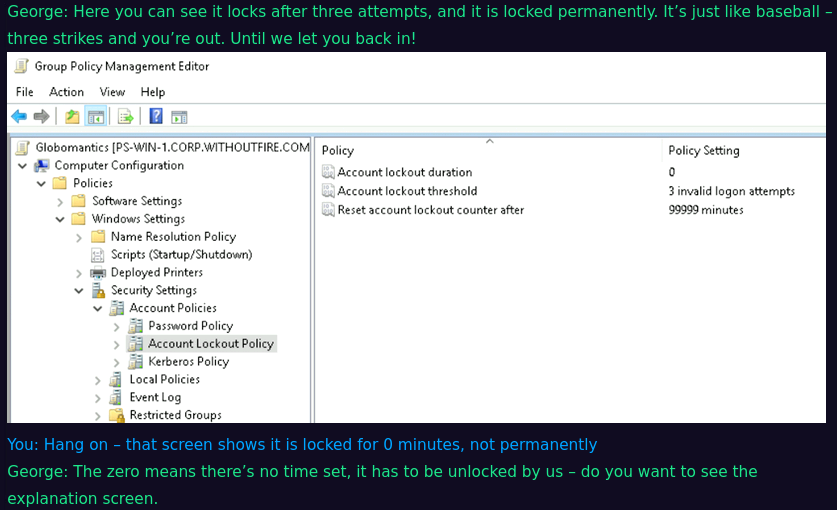 George: Here you can see it locks after three attempts, and it is locked permanently. It’s just like baseball –
three strikes and you’re out. Until we let you back in!
Group Policy Management Editor
File Action View Help
Globomantics [PS-WIN-1.CORP.WITHOUTFIRE.COM
Computer Configuration
Policies
Software Settings
Windows Settings
Name Resolution Policy
Scripts (Startup/Shutdown)
Deployed Printers
Security Settings
Account Policies
Password Policy
Account Lockout Policy
Kerberos Policy
Local Policies
Event Log
Restricted Groups
Policy Policy Setting
Account lockout duration 0
Account lockout threshold 3 invalid logon attempts
Reset account lockout counter after 99999 minutes
You: Hang on – that screen shows it is locked for 0 minutes, not permanently
George: The zero means there’s no time set, it has to be unlocked by us – do you want to see the
explanation screen.